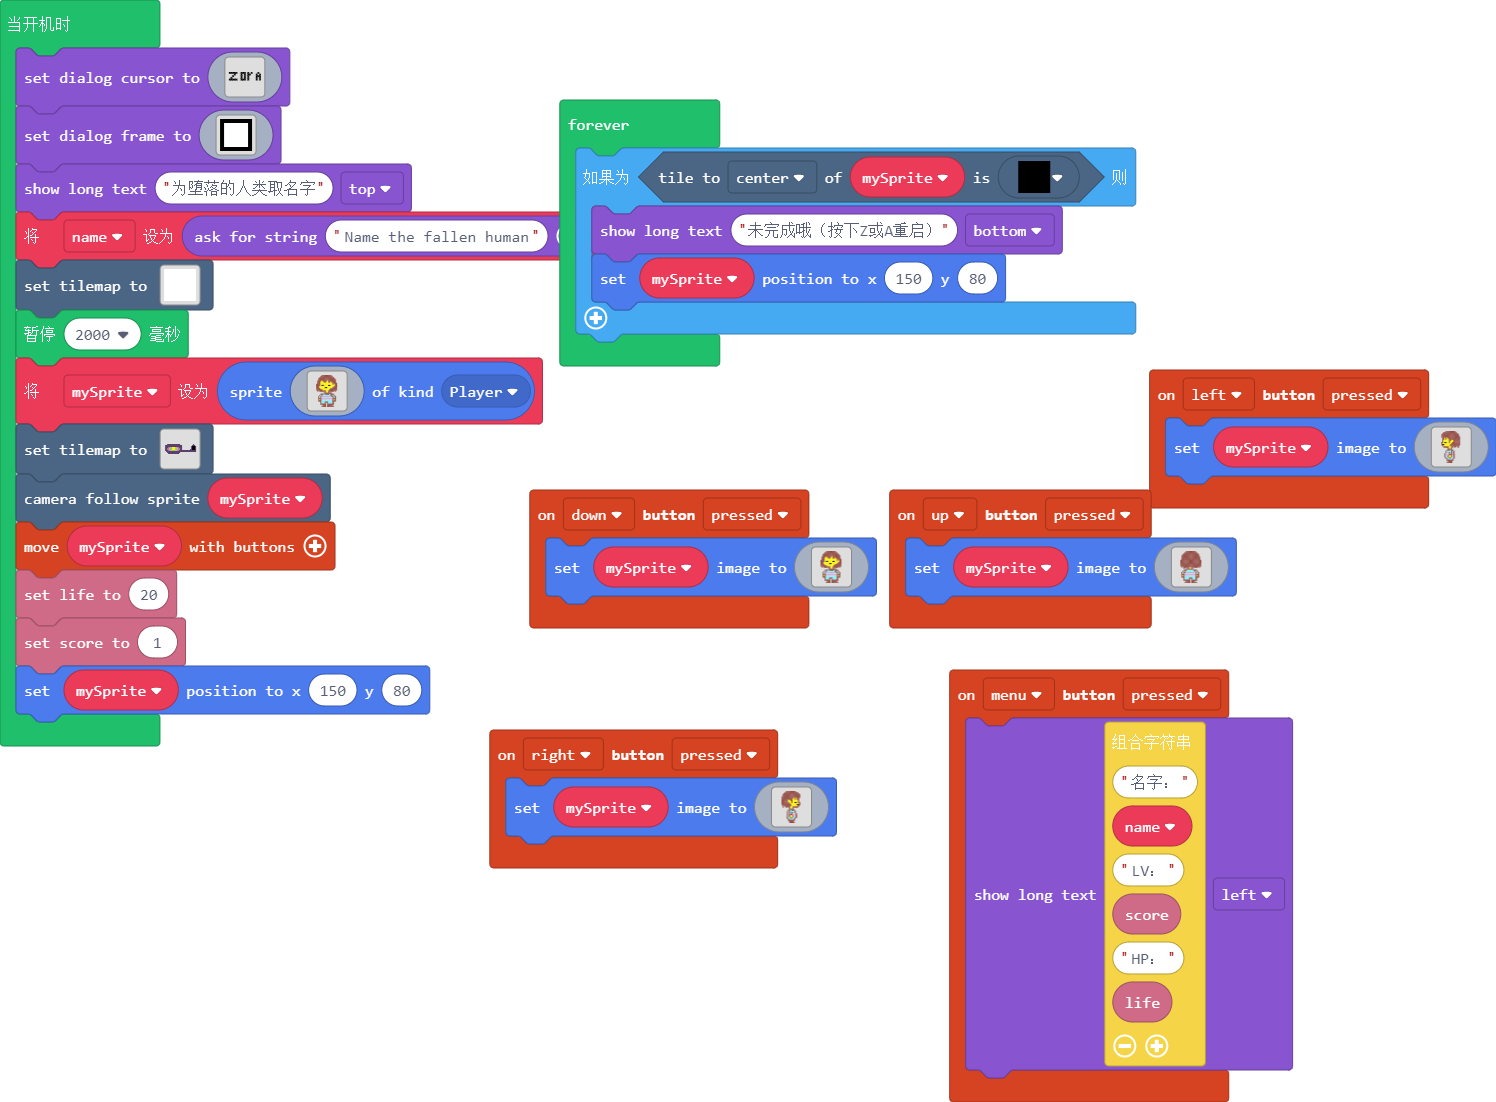 当开机时
set dialog cursor to Z or A
set dialog frame to
show long text "为堕落的人类取名字" top
将 name 设为 ask for string "Name the fallen human" (
set tilemap to
暂停 2000 毫秒
将 mySprite 设为 sprite of kind Player
set tilemap to
camera follow sprite mySprite
move mySprite with buttons
set life to 20
set score to 1
set mySprite position to x 150 y 80
forever
如果为 tile to center of mySprite is 则
show long text "未完成哦（按下Z或A重启）" bottom
set mySprite position to x 150 y 80
on left button pressed
set mySprite image to
on down button pressed
set mySprite image to
on up button pressed
set mySprite image to
on right button pressed
set mySprite image to
on menu button pressed
show long text
组合字符串
"名字："
name
"LV："
score
"HP："
life
left